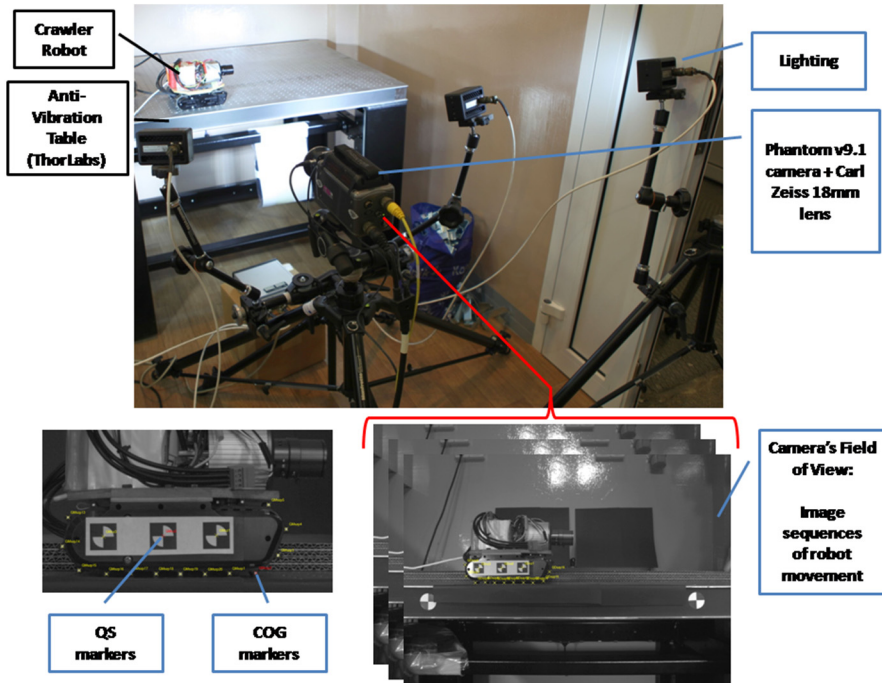 Crawler
Robot
Anti-
Vibration
Table
(ThorLabs)
Lighting
Phantom v9.1
camera + Carl
Zeiss 18mm
lens
Camera's Field
of View:
Image
sequences
of robot
movement
QS
markers
COG
markers